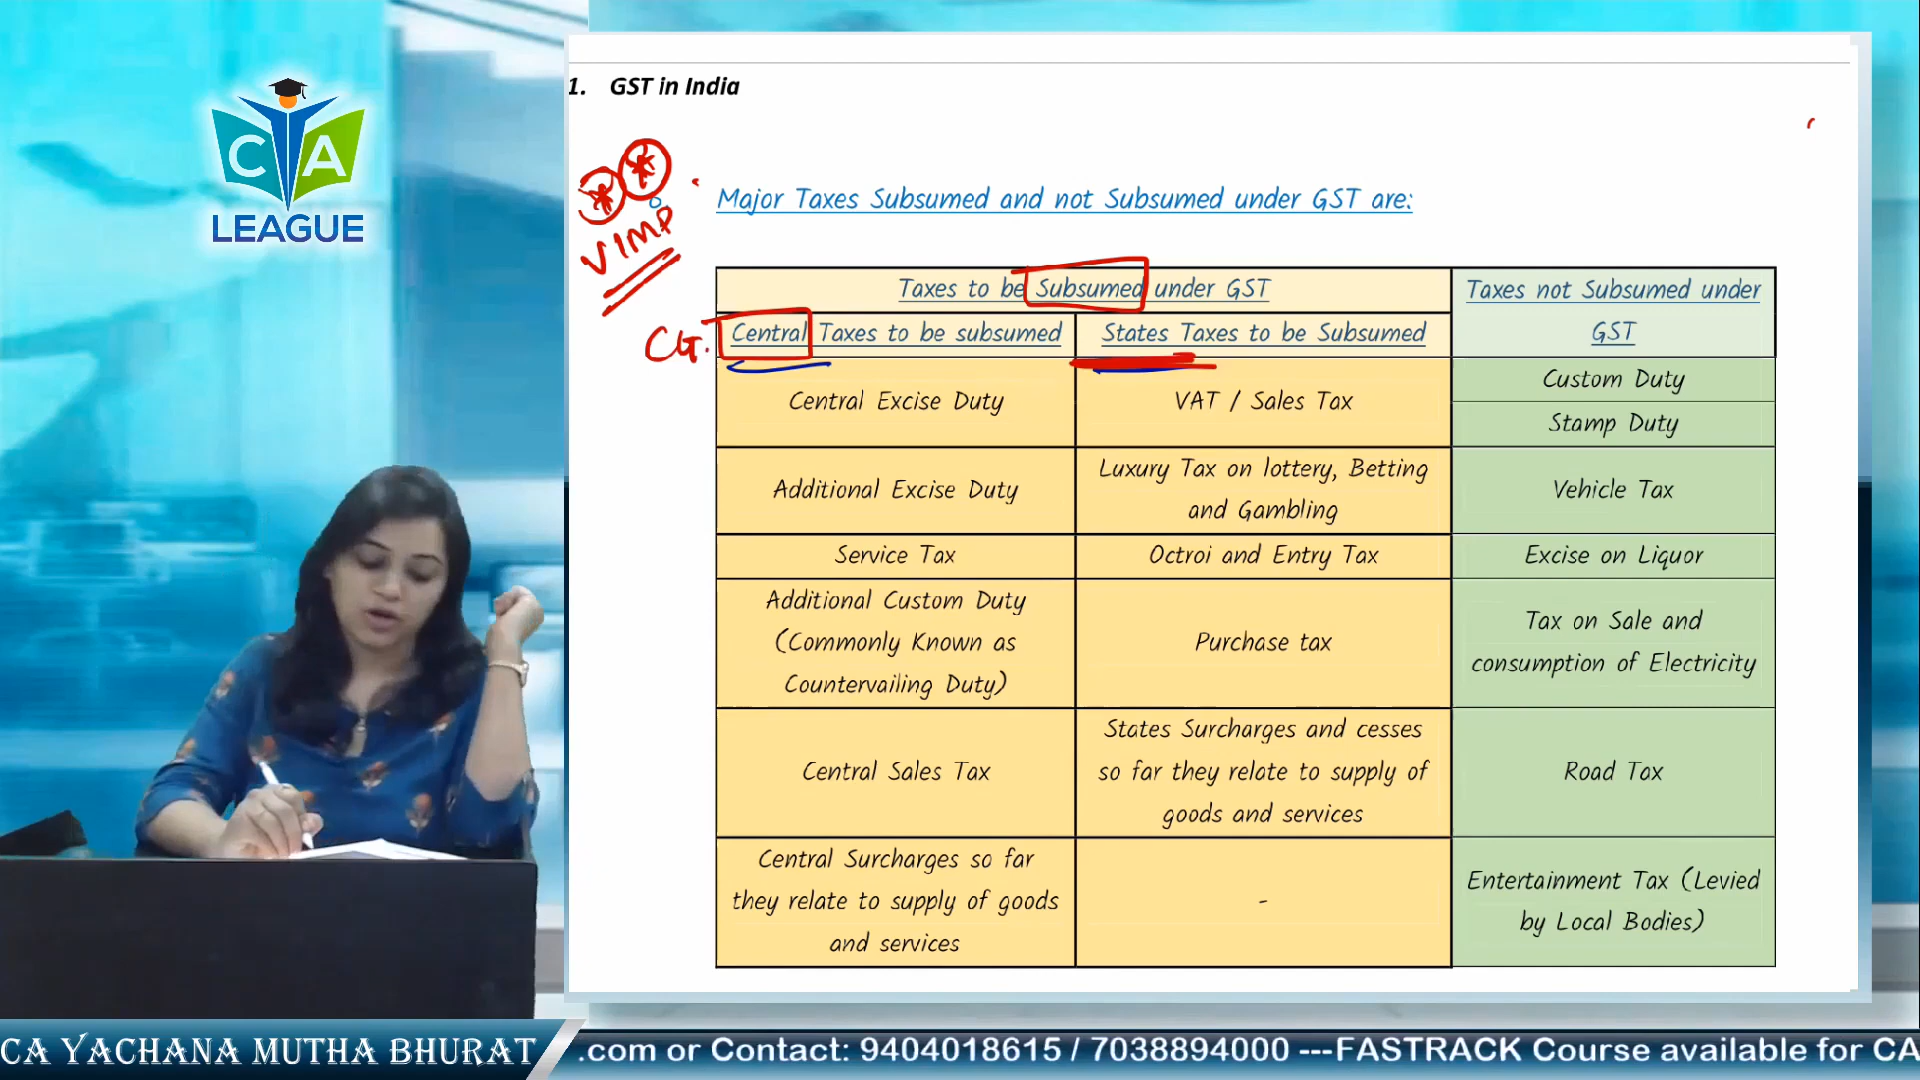 CA
LEAGUE
1. GST in India
VIMP
Major Taxes Subsumed and not Subsumed under GST are:
Taxes to be Subsumed under GST
Taxes not Subsumed under
GST
CG.
Central Taxes to be subsumed
States Taxes to be Subsumed
Central Excise Duty
VAT / Sales Tax
Custom Duty
Stamp Duty
Additional Excise Duty
Luxury Tax on lottery, Betting
and Gambling
Vehicle Tax
Service Tax
Octroi and Entry Tax
Excise on Liquor
Additional Custom Duty
(Commonly Known as
Countervailing Duty)
Purchase tax
Tax on Sale and
consumption of Electricity
Central Sales Tax
States Surcharges and cesses
so far they relate to supply of
goods and services
Road Tax
Central Surcharges so far
they relate to supply of goods
and services
-
Entertainment Tax (Levied
by Local Bodies)
CA YACHANA MUTHA BHURAT
.com or Contact: 9404018615 / 7038894000 ---FASTRACK Course available for CA